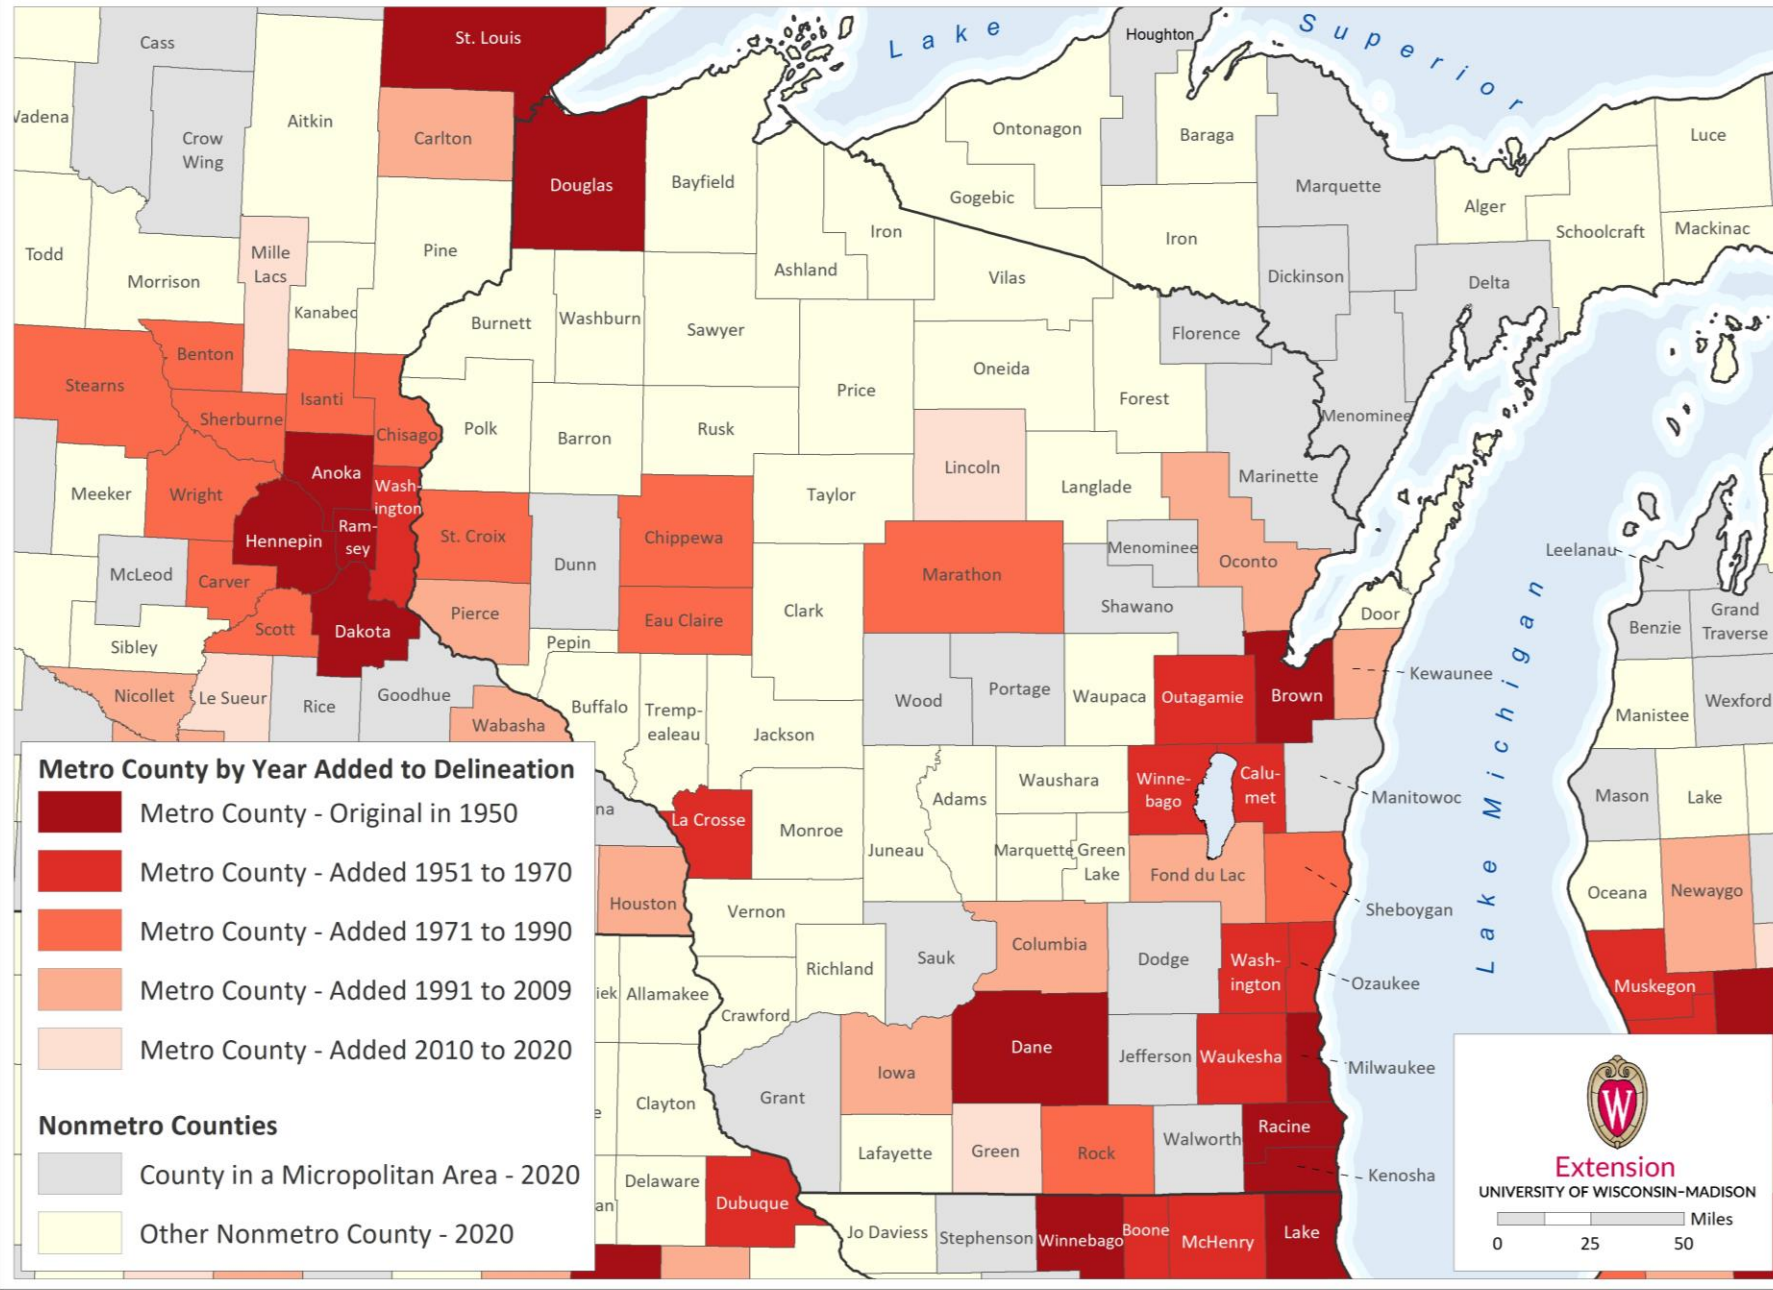 Cass
St. Louis
Lake Superior
Houghton
Wadena
Crow
Wing
Aitkin
Carlton
Douglas
Bayfield
Ontonagon
Baraga
Luce
Marquette
Gogebic
Alger
Schoolcraft
Mackinac
Todd
Morrison
Mille
Lacs
Pine
Ashland
Iron
Vilas
Iron
Dickinson
Delta
Kanabec
Burnett
Washburn
Sawyer
Florence
Stearns
Benton
Isanti
Sherburne
Chisago
Polk
Barron
Rusk
Price
Oneida
Forest
Menominee
Meeker
Wright
Anoka
Wash-
ington
Taylor
Lincoln
Langlade
Marinette
Hennepin
Ram-
sey
St. Croix
Dunn
Chippewa
Marathon
Menominee
Oconto
Leelanau
McLeod
Carver
Scott
Dakota
Pierce
Eau Claire
Clark
Shawano
Door
Benzie
Grand
Traverse
Sibley
Pepin
Nicollet
Le Sueur
Rice
Goodhue
Wabasha
Buffalo
Tremp-
ealeau
Jackson
Wood
Portage
Waupaca
Outagamie
Brown
Kewaunee
Manistee
Wexford
Lake Michigan
na
La Crosse
Monroe
Juneau
Adams
Waushara
Marquette
Green
Lake
Winne-
bago
Calu-
met
Manitowoc
Mason
Lake
Houston
Vernon
Fond du Lac
Sheboygan
Oceana
Newaygo
iek
Allamakee
Crawford
Richland
Sauk
Columbia
Dodge
Wash-
ington
Ozaukee
Muskegon
Grant
Iowa
Dane
Jefferson
Waukesha
Milwaukee
e
Clayton
Lafayette
Green
Rock
Walworth
Racine
Kenosha
an
Delaware
Dubuque
Jo Daviess
Stephenson
Winnebago
Boone
McHenry
Lake
Metro County by Year Added to Delineation
Metro County - Original in 1950
Metro County - Added 1951 to 1970
Metro County - Added 1971 to 1990
Metro County - Added 1991 to 2009
Metro County - Added 2010 to 2020
Nonmetro Counties
County in a Micropolitan Area - 2020
Other Nonmetro County - 2020
W
Extension
UNIVERSITY OF WISCONSIN–MADISON
Miles
0 25 50